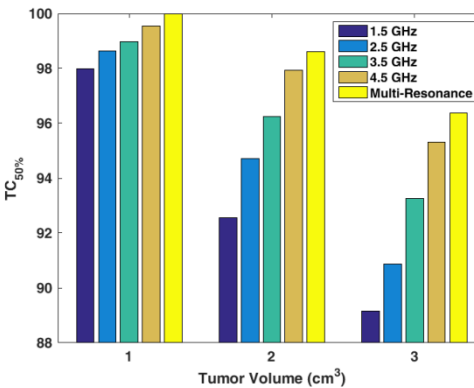 100
98
96
94
92
90
88
TC50%
1
2
3
Tumor Volume (cm3)
1.5 GHz
2.5 GHz
3.5 GHz
4.5 GHz
Multi-Resonance